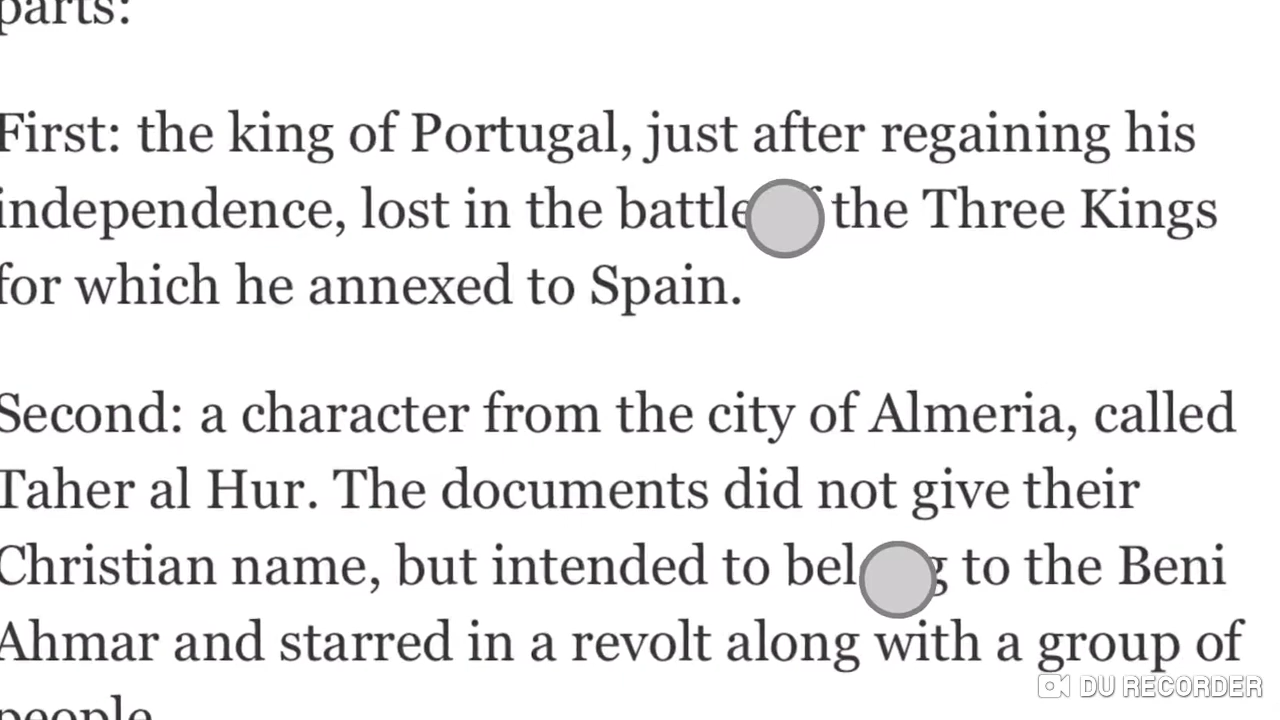 parts:
First: the king of Portugal, just after regaining his
independence, lost in the battle the Three Kings
for which he annexed to Spain.
Second: a character from the city of Almeria, called
Taher al Hur. The documents did not give their
Christian name, but intended to to the Beni
Ahmar and starred in a revolt along with a group of
people
DU RECORDER